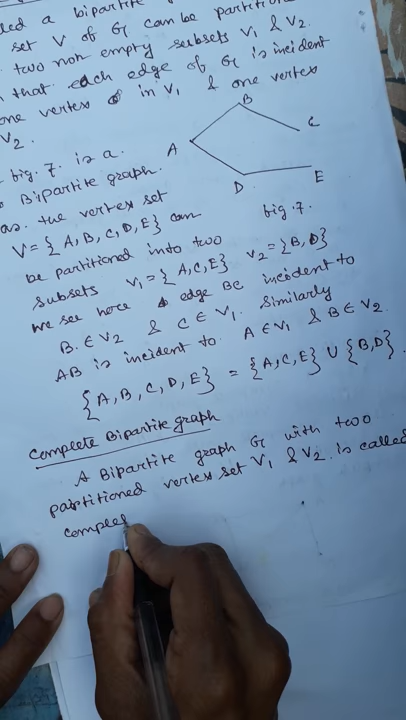 a bipartite
set V of G can be partition
two non empty subsets V₁ & V₂.
that each edge of G is incident
one vertex in V₁ & one vertex
V₂.
B
C
A
D
E
fig. 7.
fig. 7. is a
Bipartite graph.
as the vertex set
V = {A, B, C, D, E} can
be partitioned into two
subsets V₁ = {A, C, E} V₂ = {B, D}
we see here edge BC incident to
B ∈ V₂ & C ∈ V₁. Similarly
AB is incident to A ∈ V₁ & B ∈ V₂
{A, B, C, D, E} = {A, C, E} ∪ {B, D}.
Complete Bipartite graph
A Bipartite graph G with two
partitioned vertex set V₁ & V₂ is called
complet